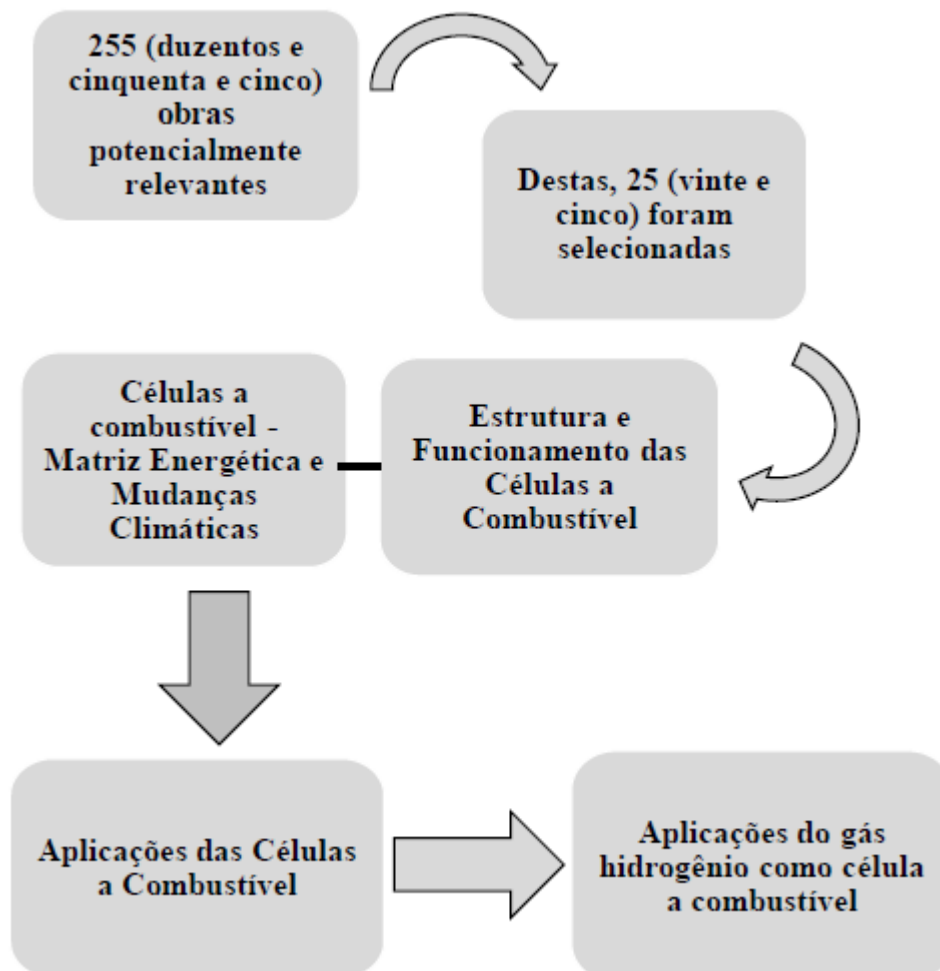 255 (duzentos e
cinquenta e cinco)
obras
potencialmente
relevantes
Destas, 25 (vinte e
cinco) foram
selecionadas
Células a
combustível -
Matriz Energética e
Mudanças
Climáticas
Estrutura e
Funcionamento das
Células a
Combustível
Aplicações das Células
a Combustível
Aplicações do gás
hidrogênio como célula
a combustível